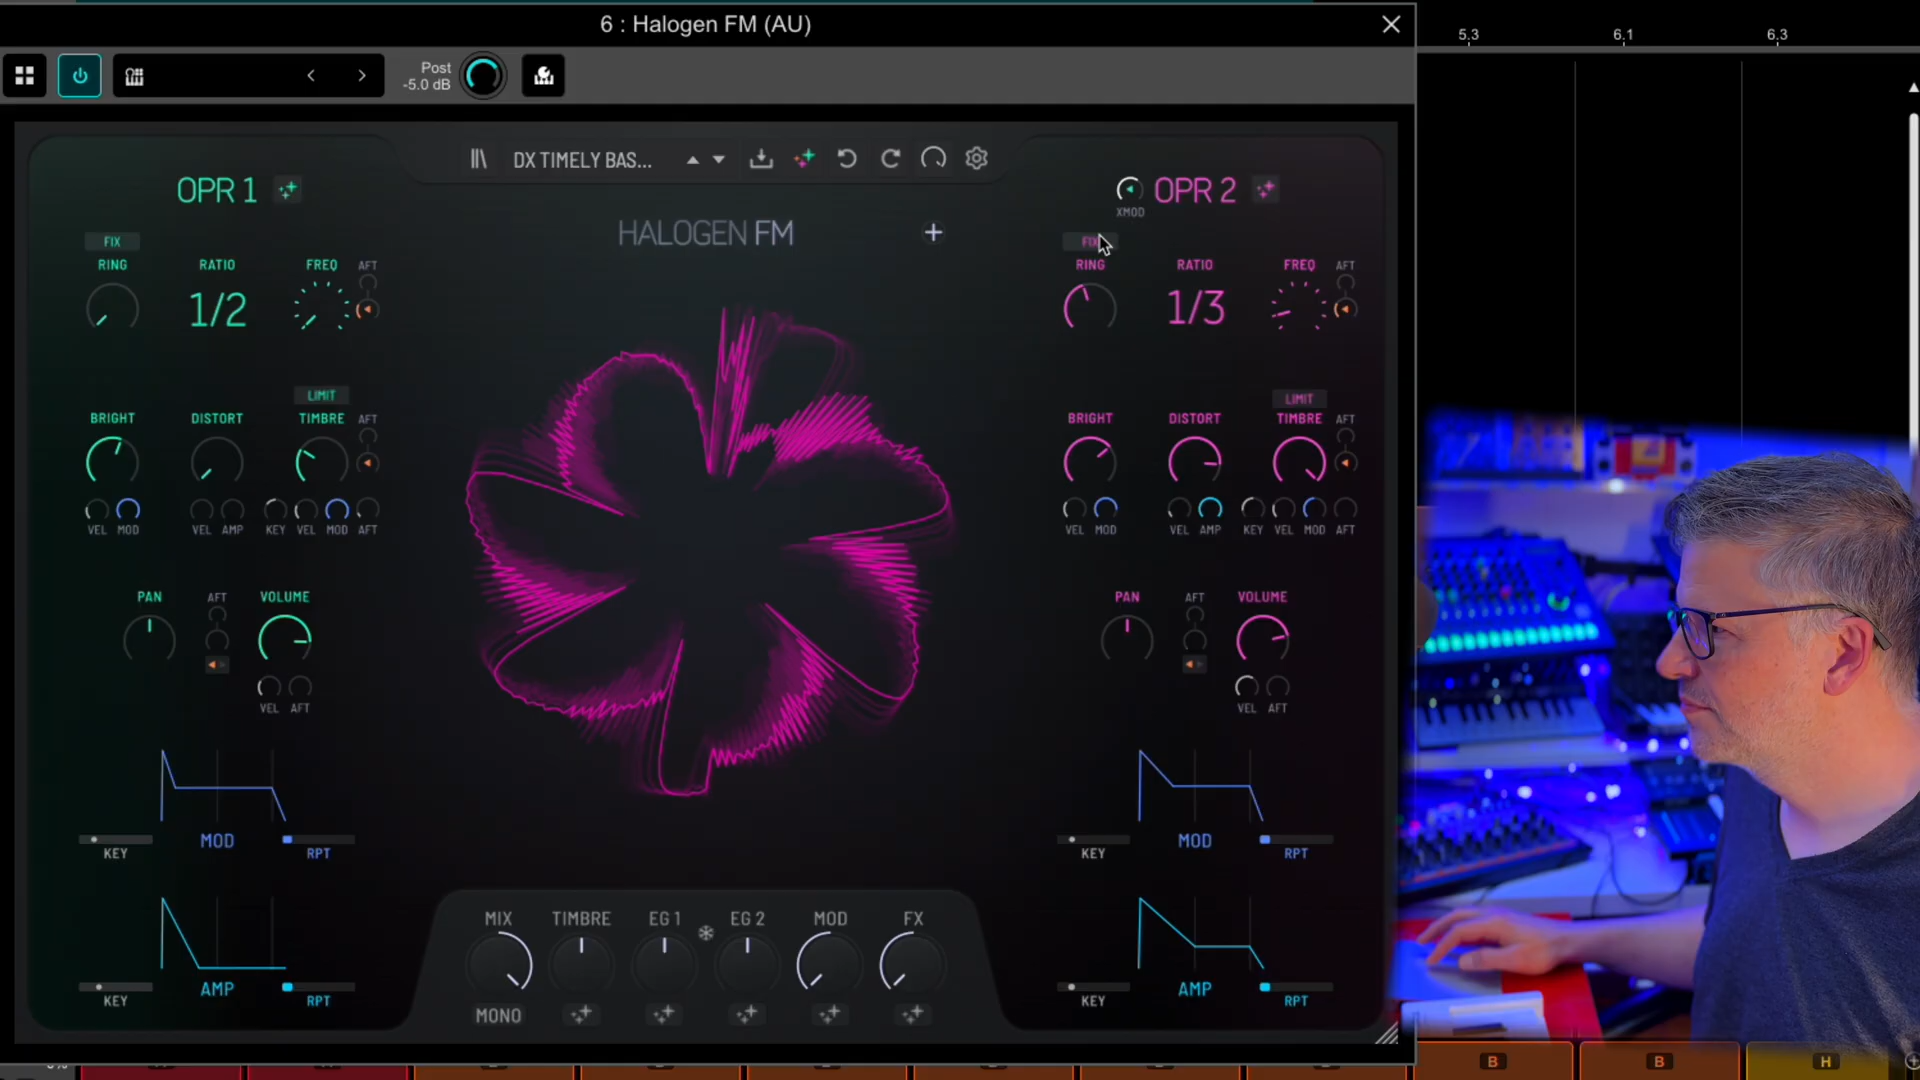 6 : Halogen FM (AU)
5.3
6.1
6.3
Post
-5.0 dB
DX TIMELY BAS...
OPR 1
XMOD
OPR 2
HALOGEN FM
FIX
RING
RATIO
FREQ
AFT
1/2
RING
RATIO
FREQ
AFT
1/3
LIMIT
BRIGHT
DISTORT
TIMBRE
AFT
VEL
MOD
VEL
AMP
KEY
VEL
MOD
AFT
LIMIT
BRIGHT
DISTORT
TIMBRE
AFT
VEL
MOD
VEL
AMP
KEY
VEL
MOD
AFT
PAN
AFT
VOLUME
VEL
AFT
PAN
AFT
VOLUME
VEL
AFT
KEY
MOD
RPT
KEY
MOD
RPT
KEY
AMP
RPT
KEY
AMP
RPT
MIX
TIMBRE
EG 1
EG 2
MOD
FX
MONO
B
B
H